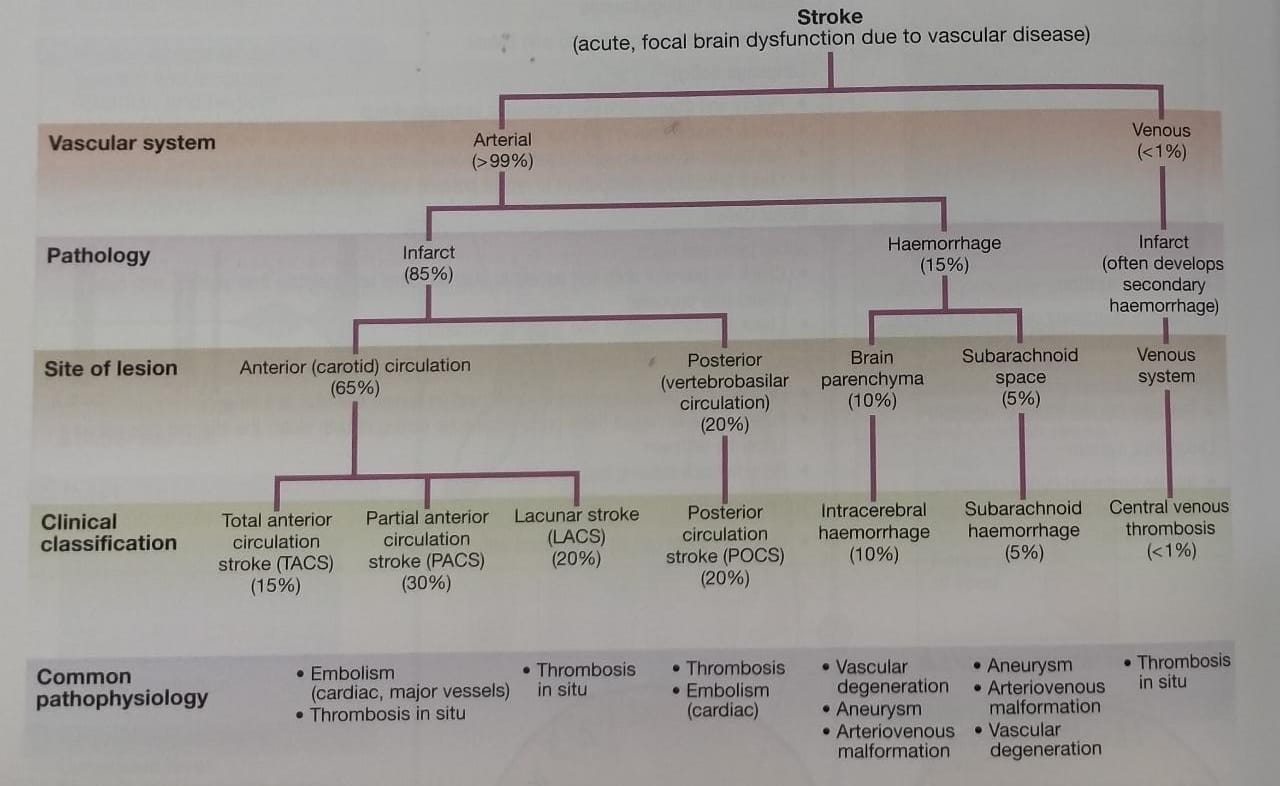 Stroke
(acute, focal brain dysfunction due to vascular disease)
Vascular system
Arterial
(>99%)
Venous
(<1%)
Pathology
Infarct
(85%)
Haemorrhage
(15%)
Infarct
(often develops
secondary
haemorrhage)
Site of lesion
Anterior (carotid) circulation
(65%)
Posterior
(vertebrobasilar
circulation)
(20%)
Brain
parenchyma
(10%)
Subarachnoid
space
(5%)
Venous
system
Clinical
classification
Total anterior
circulation
stroke (TACS)
(15%)
Partial anterior
circulation
stroke (PACS)
(30%)
Lacunar stroke
(LACS)
(20%)
Posterior
circulation
stroke (POCS)
(20%)
Intracerebral
haemorrhage
(10%)
Subarachnoid
haemorrhage
(5%)
Central venous
thrombosis
(<1%)
Common
pathophysiology
• Embolism
(cardiac, major vessels)
• Thrombosis in situ
• Thrombosis
in situ
• Thrombosis
• Embolism
(cardiac)
• Vascular
degeneration
• Aneurysm
• Arteriovenous
malformation
• Aneurysm
• Arteriovenous
malformation
• Vascular
degeneration
• Thrombosis
in situ